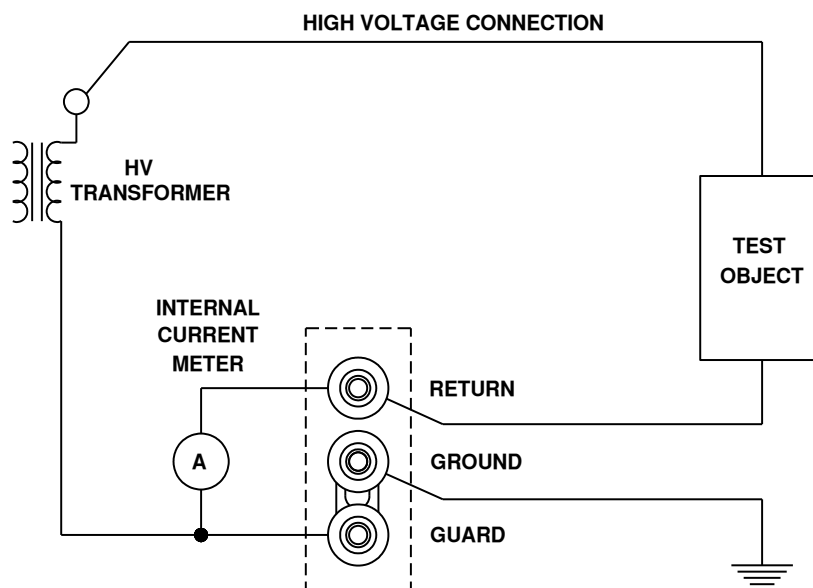 HIGH VOLTAGE CONNECTION
HV
TRANSFORMER
TEST
OBJECT
INTERNAL
CURRENT
METER
RETURN
A
GROUND
GUARD